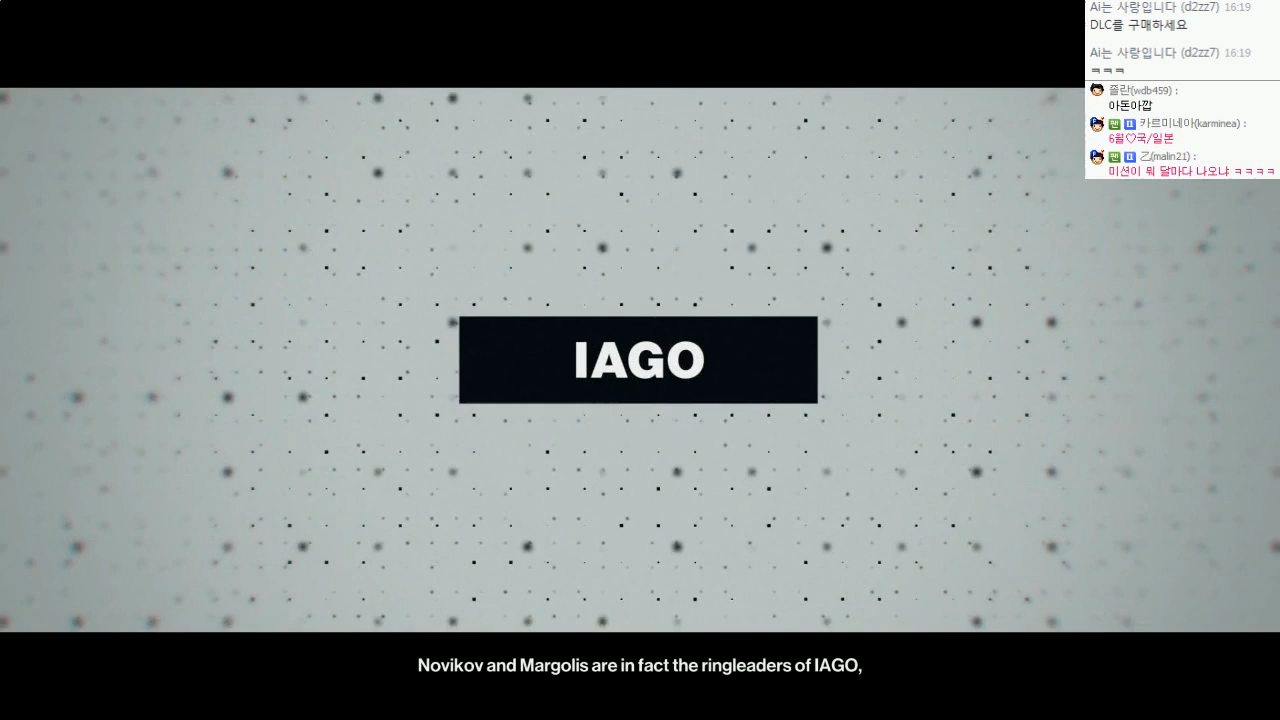 Ai는 사랑입니다 (d2zz7) 16:19
DLC를 구매하세요
Ai는 사랑입니다 (d2zz7) 16:19
ㅋㅋㅋ
쫄란(wdb459) :
아돈아깝
팬 카르미네아(karminea) :
6월♡국/일본
팬 乙(malin21) :
미션이 뭐 달마다 나오냐 ㅋㅋㅋㅋ
IAGO
Novikov and Margolis are in fact the ringleaders of IAGO,